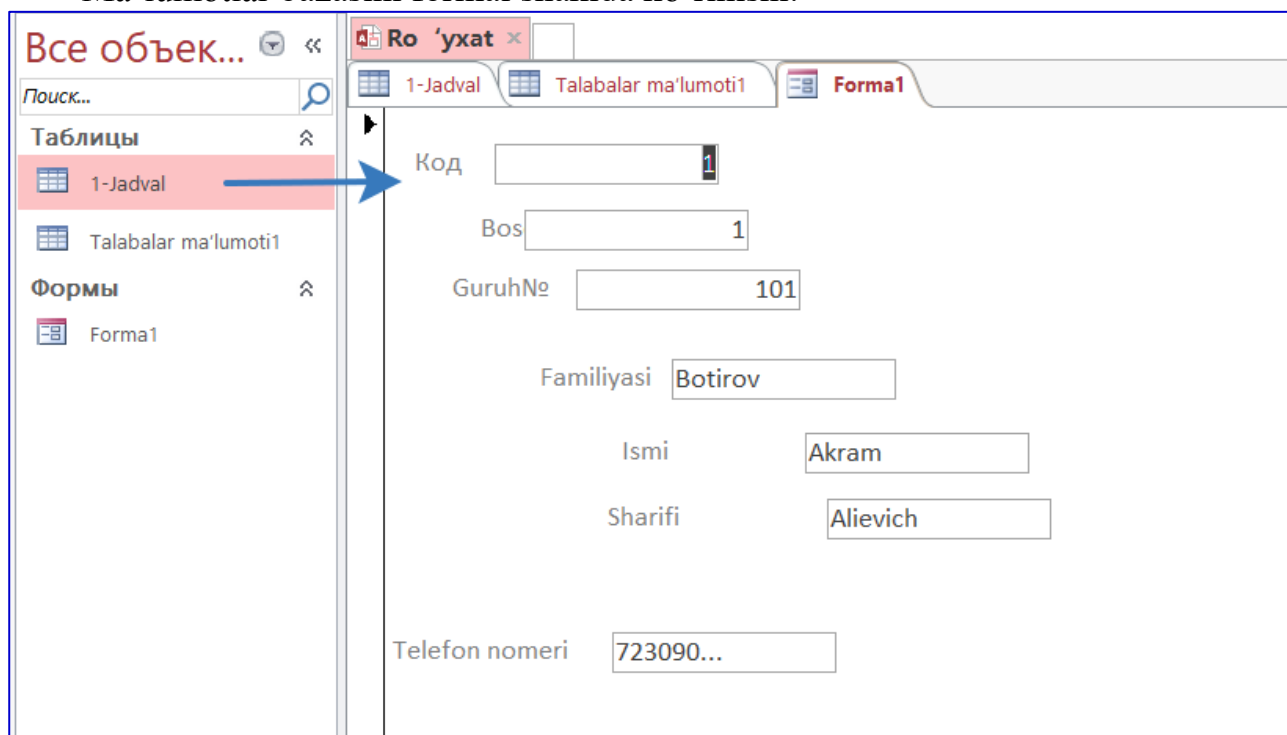 Все объек...
Поиск...
Таблицы
1-Jadval
Talabalar ma'lumoti1
Формы
Forma1
Ro ‘yxat
1-Jadval
Talabalar ma'lumoti1
Forma1
Код 1
Bos 1
Guruh№ 101
Familiyasi Botirov
Ismi Akram
Sharifi Alievich
Telefon nomeri 723090...